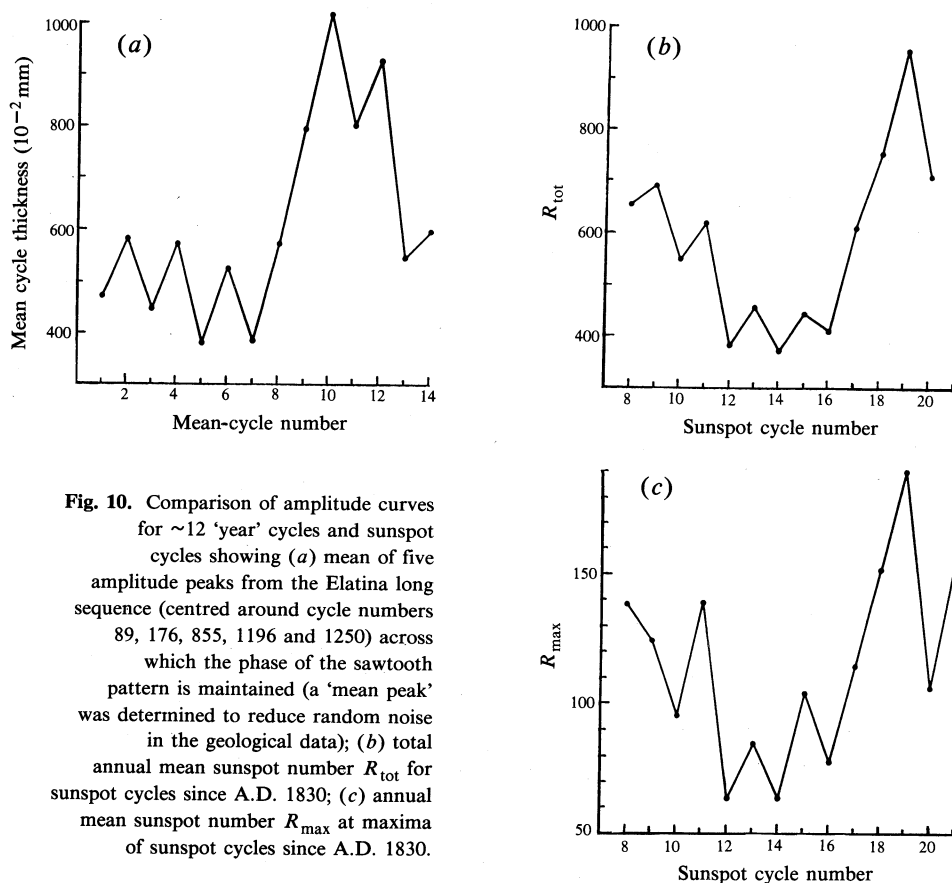 (a)
1000
800
600
400
Mean cycle thickness (10⁻² mm)
2 4 6 8 10 12 14
Mean-cycle number
(b)
1000
800
600
400
R_tot
8 10 12 14 16 18 20
Sunspot cycle number
Fig. 10. Comparison of amplitude curves
for ~12 ‘year’ cycles and sunspot
cycles showing (a) mean of five
amplitude peaks from the Elatina long
sequence (centred around cycle numbers
89, 176, 855, 1196 and 1250) across
which the phase of the sawtooth
pattern is maintained (a ‘mean peak’
was determined to reduce random noise
in the geological data); (b) total
annual mean sunspot number R_tot for
sunspot cycles since A.D. 1830; (c) annual
mean sunspot number R_max at maxima
of sunspot cycles since A.D. 1830.
(c)
150
100
50
R_max
8 10 12 14 16 18 20
Sunspot cycle number